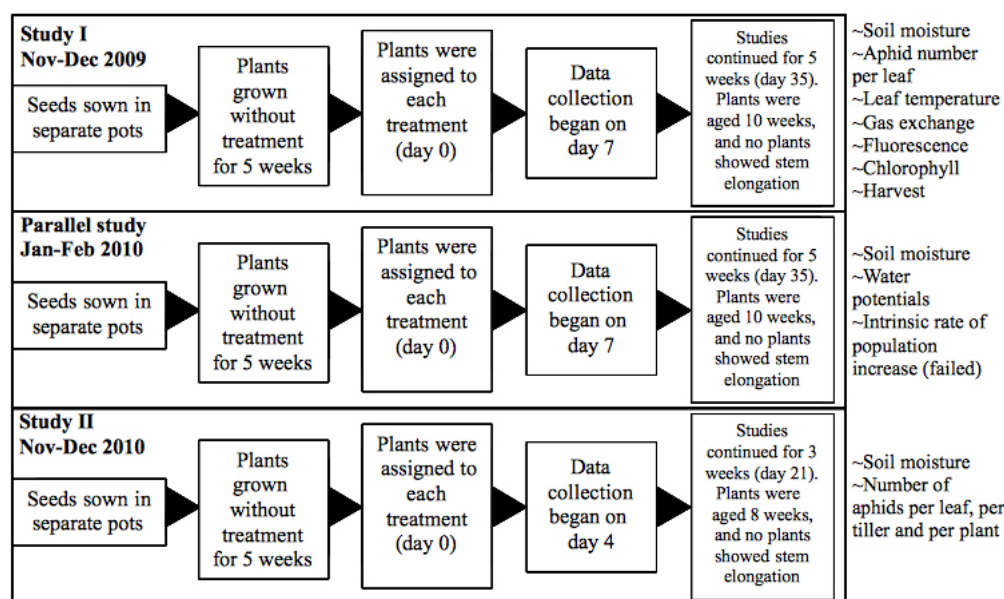 Study I
Nov-Dec 2009
Seeds sown in
separate pots
Plants
grown
without
treatment
for 5 weeks
Plants were
assigned to
each
treatment
(day 0)
Data
collection
began on
day 7
Studies
continued for 5
weeks (day 35).
Plants were
aged 10 weeks,
and no plants
showed stem
elongation
~Soil moisture
~Aphid number
per leaf
~Leaf temperature
~Gas exchange
~Fluorescence
~Chlorophyll
~Harvest
Parallel study
Jan-Feb 2010
Seeds sown in
separate pots
Plants
grown
without
treatment
for 5 weeks
Plants were
assigned to
each
treatment
(day 0)
Data
collection
began on
day 7
Studies
continued for 5
weeks (day 35).
Plants were
aged 10 weeks,
and no plants
showed stem
elongation
~Soil moisture
~Water
potentials
~Intrinsic rate of
population
increase (failed)
Study II
Nov-Dec 2010
Seeds sown in
separate pots
Plants
grown
without
treatment
for 5 weeks
Plants were
assigned to
each
treatment
(day 0)
Data
collection
began on
day 4
Studies
continued for 3
weeks (day 21).
Plants were
aged 8 weeks,
and no plants
showed stem
elongation
~Soil moisture
~Number of
aphids per leaf, per
tiller and per plant